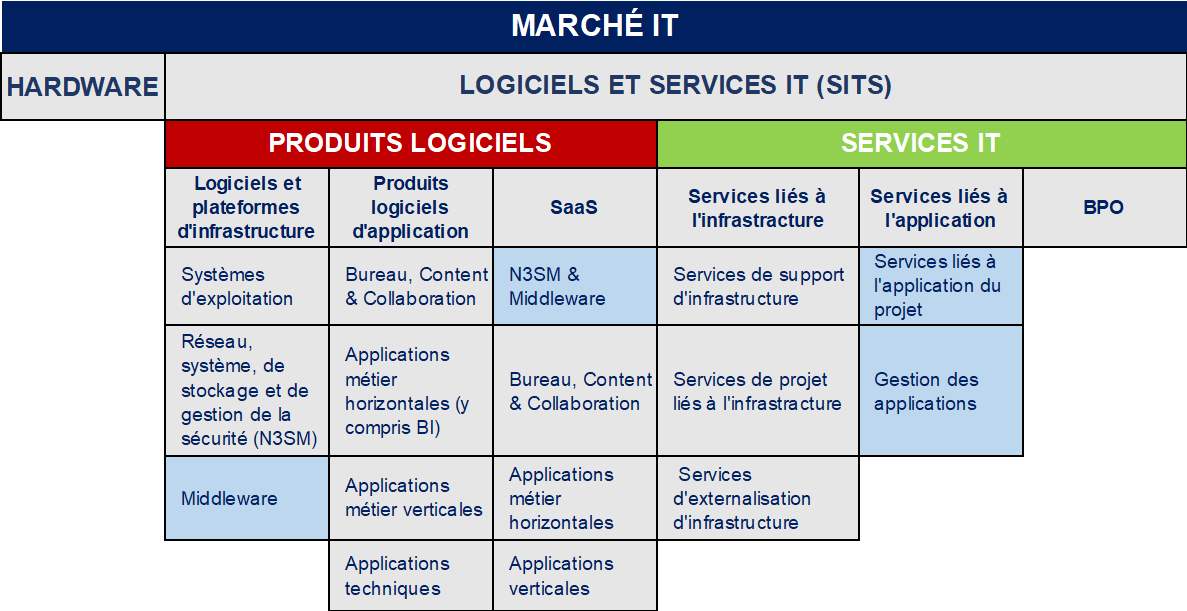 MARCHÉ IT
HARDWARE
LOGICIELS ET SERVICES IT (SITS)
PRODUITS LOGICIELS
SERVICES IT
Logiciels et
plateformes
d'infrastructure
Produits
logiciels
d'application
SaaS
Services liés à
l'infrastracture
Services liés à
l'application
BPO
Systèmes
d'exploitation
Bureau, Content
& Collaboration
N3SM &
Middleware
Services de support
d'infrastructure
Services liés à
l'application du
projet
Réseau,
système, de
stockage et de
gestion de la
sécurité (N3SM)
Applications
métier
horizontales (y
compris BI)
Bureau, Content
& Collaboration
Services de projet
liés à l'infrastracture
Gestion des
applications
Middleware
Applications
métier verticales
Applications
métier
horizontales
Services
d'externalisation
d'infrastructure
Applications
techniques
Applications
verticales